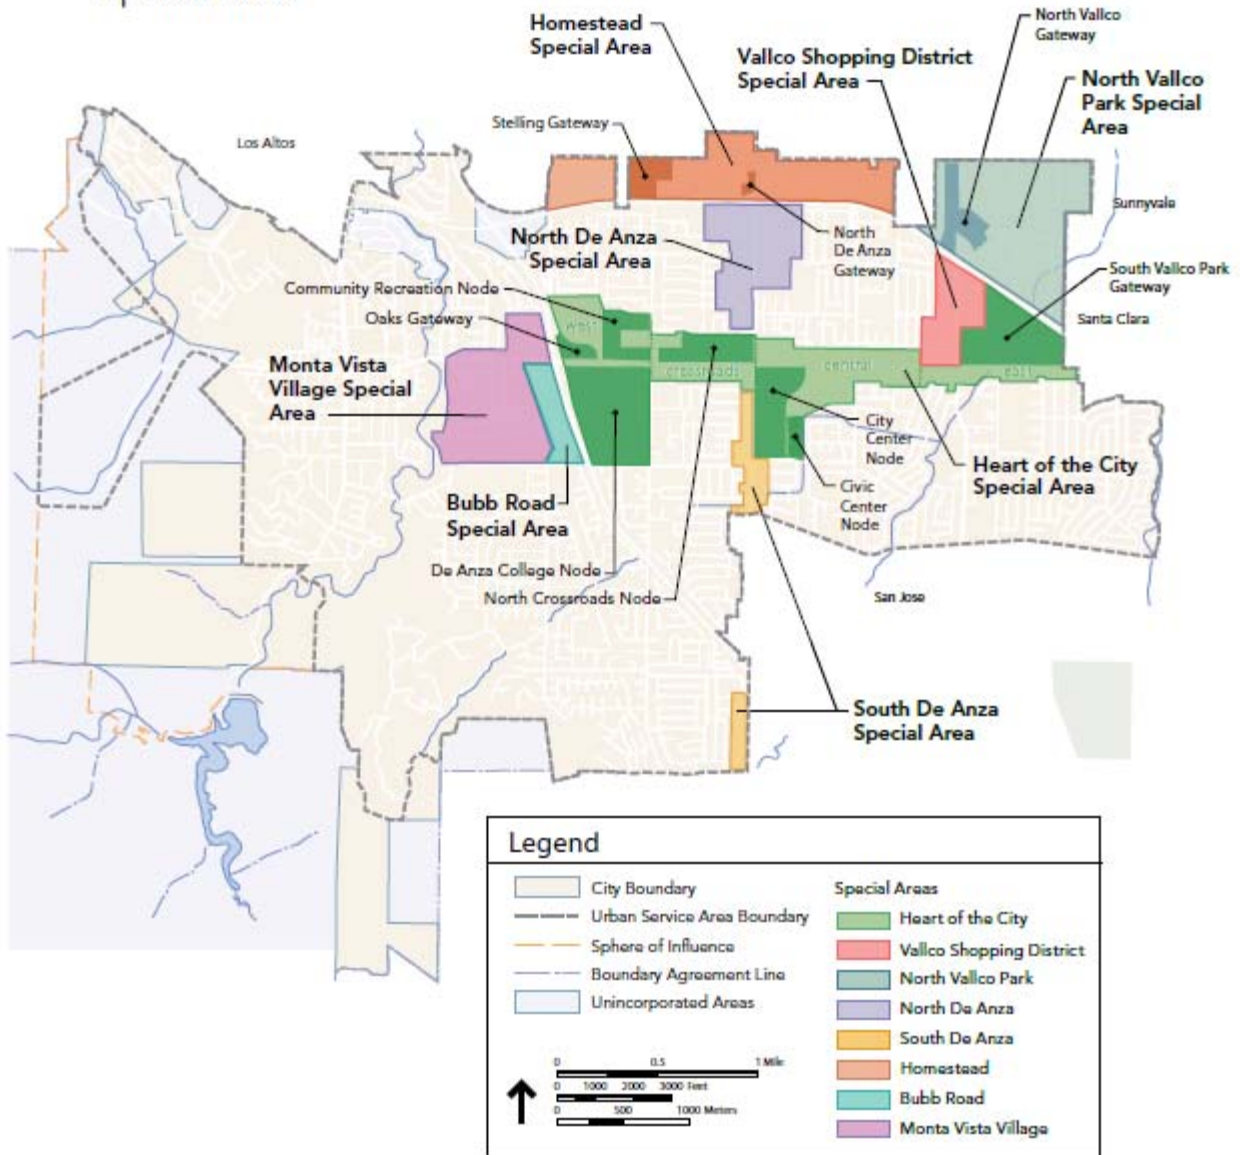 Homestead
Special Area
North Vallco
Gateway
Vallco Shopping District
Special Area
North Vallco
Park Special
Area
Stelling Gateway
Los Altos
Sunnyvale
North De Anza
Special Area
North
De Anza
Gateway
South Vallco Park
Gateway
Community Recreation Node
Oaks Gateway
Santa Clara
west
Monta Vista
Village Special
Area
crossroads
central
east
City
Center
Node
Heart of the City
Special Area
Civic
Center
Node
Bubb Road
Special Area
De Anza College Node
North Crossroads Node
San Jose
South De Anza
Special Area
Legend
City Boundary
Urban Service Area Boundary
Sphere of Influence
Boundary Agreement Line
Unincorporated Areas
Special Areas
Heart of the City
Vallco Shopping District
North Vallco Park
North De Anza
South De Anza
Homestead
Bubb Road
Monta Vista Village
0 0.5 1 Mile
0 1000 2000 3000 Feet
0 500 1000 Meters